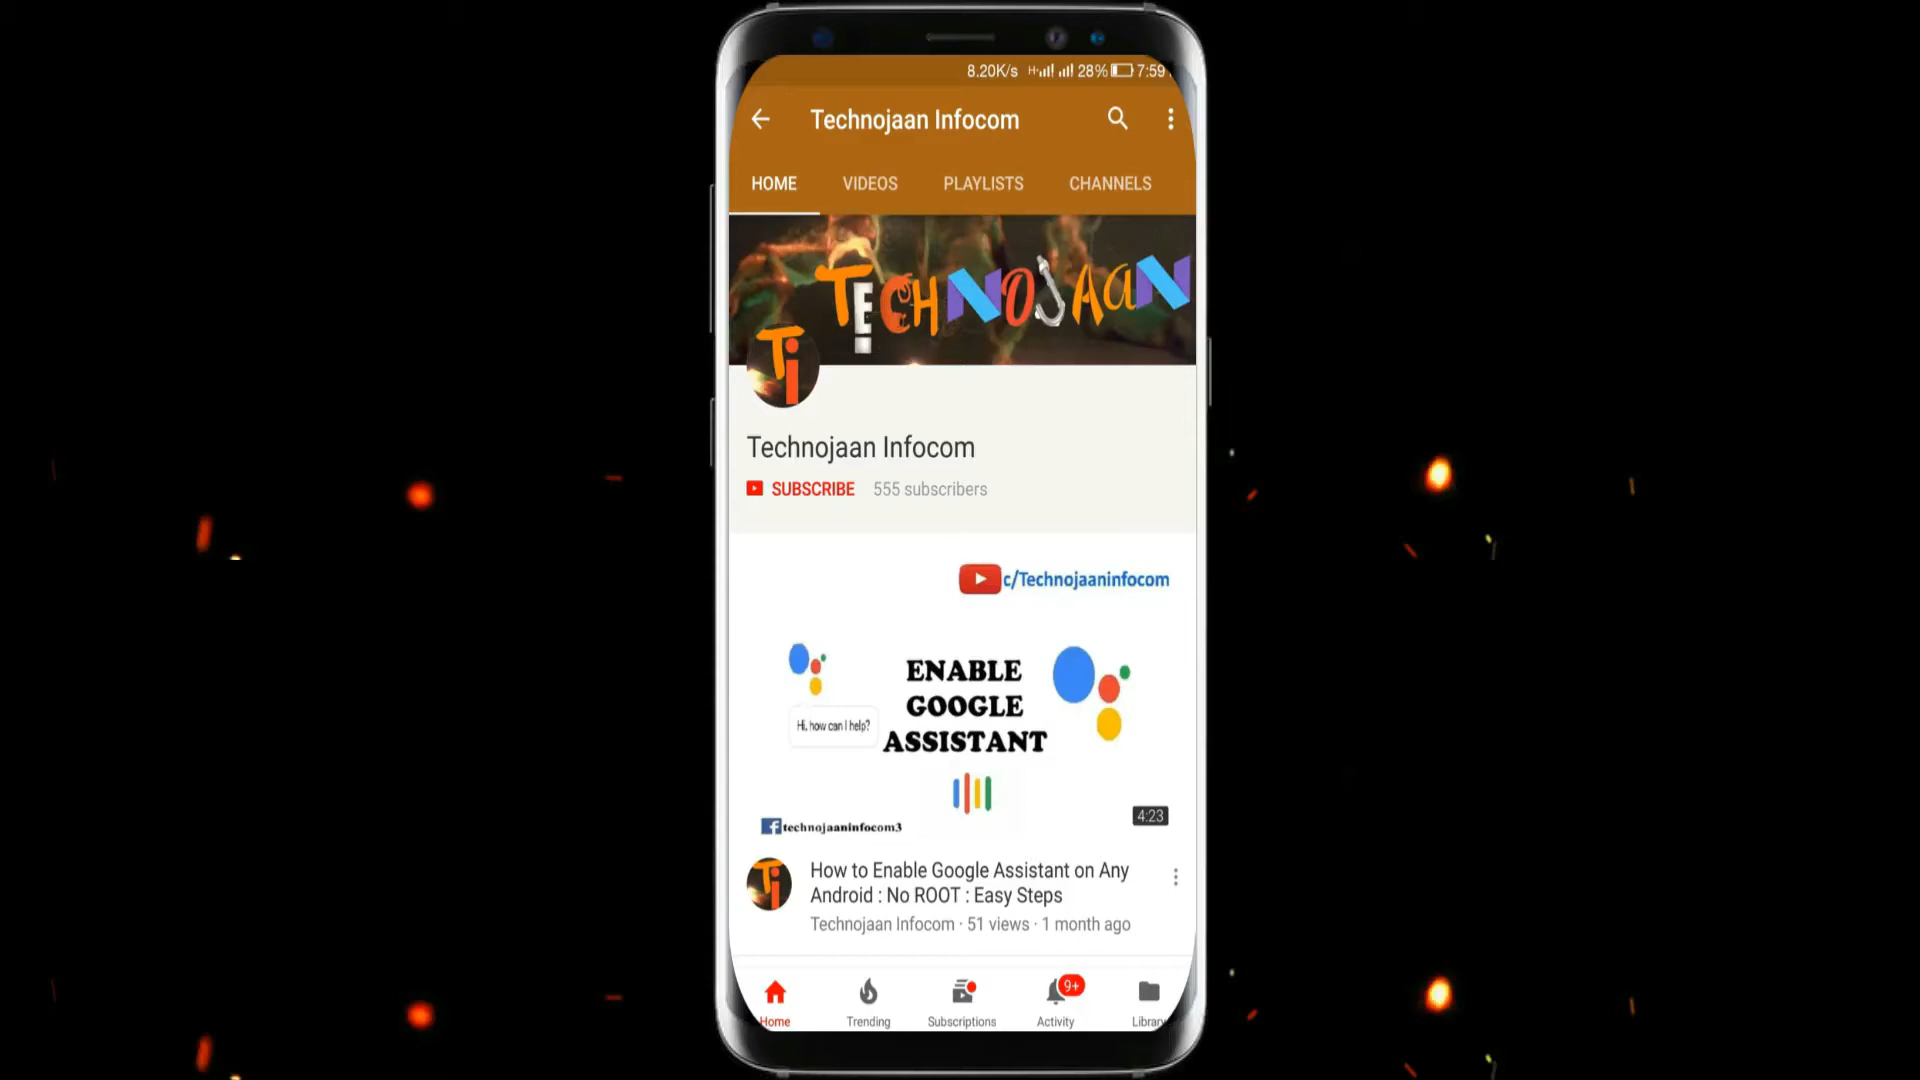 8.20K/s 28% 7:59
Technojaan Infocom
HOME VIDEOS PLAYLISTS CHANNELS
TECHNOJAAN
Ti
Technojaan Infocom
SUBSCRIBE 555 subscribers
c/Technojaaninfocom
ENABLE
GOOGLE
ASSISTANT
Hi, how can I help?
technojaaninfocom3
4:23
Ti
How to Enable Google Assistant on Any
Android : No ROOT : Easy Steps
Technojaan Infocom · 51 views · 1 month ago
9+
Home Trending Subscriptions Activity Library